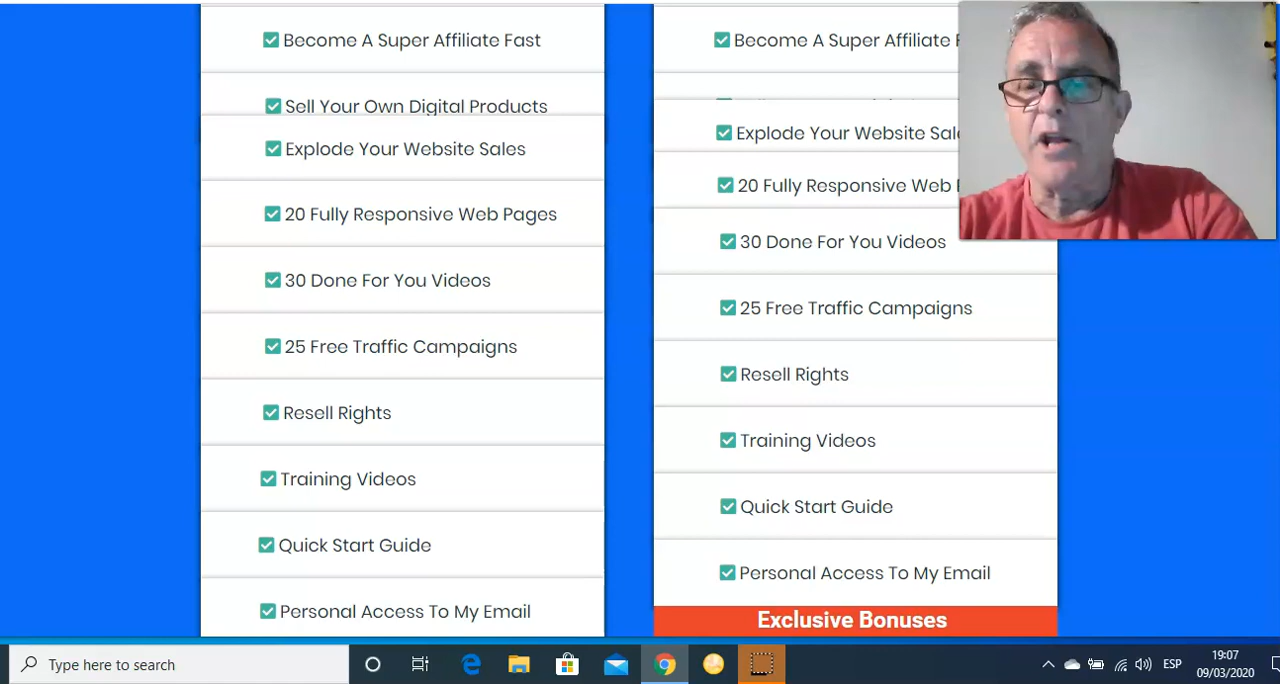 Become A Super Affiliate Fast
Sell Your Own Digital Products
Explode Your Website Sales
20 Fully Responsive Web Pages
30 Done For You Videos
25 Free Traffic Campaigns
Resell Rights
Training Videos
Quick Start Guide
Personal Access To My Email
Become A Super Affiliate
Explode Your Website
20 Fully Responsive Web
30 Done For You Videos
25 Free Traffic Campaigns
Resell Rights
Training Videos
Quick Start Guide
Personal Access To My Email
Exclusive Bonuses
Type here to search
ESP
19:07
09/03/2020